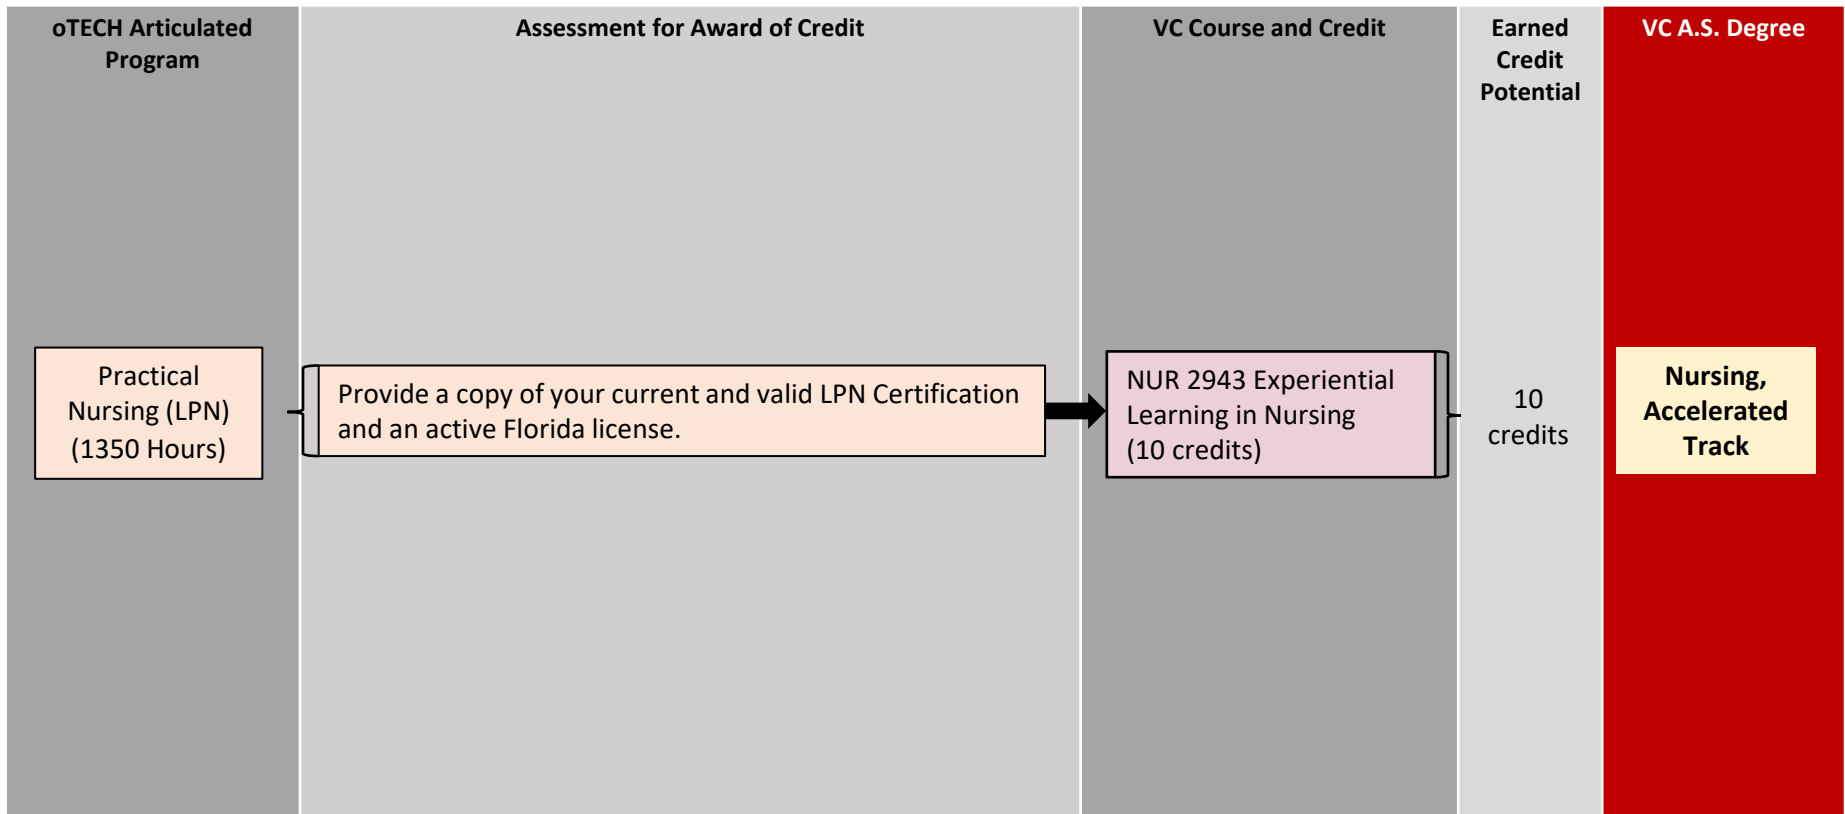 oTECH Articulated
Program
Assessment for Award of Credit
VC Course and Credit
Earned
Credit
Potential
VC A.S. Degree
Practical
Nursing (LPN)
(1350 Hours)
Provide a copy of your current and valid LPN Certification
and an active Florida license.
NUR 2943 Experiential
Learning in Nursing
(10 credits)
10
credits
Nursing,
Accelerated
Track